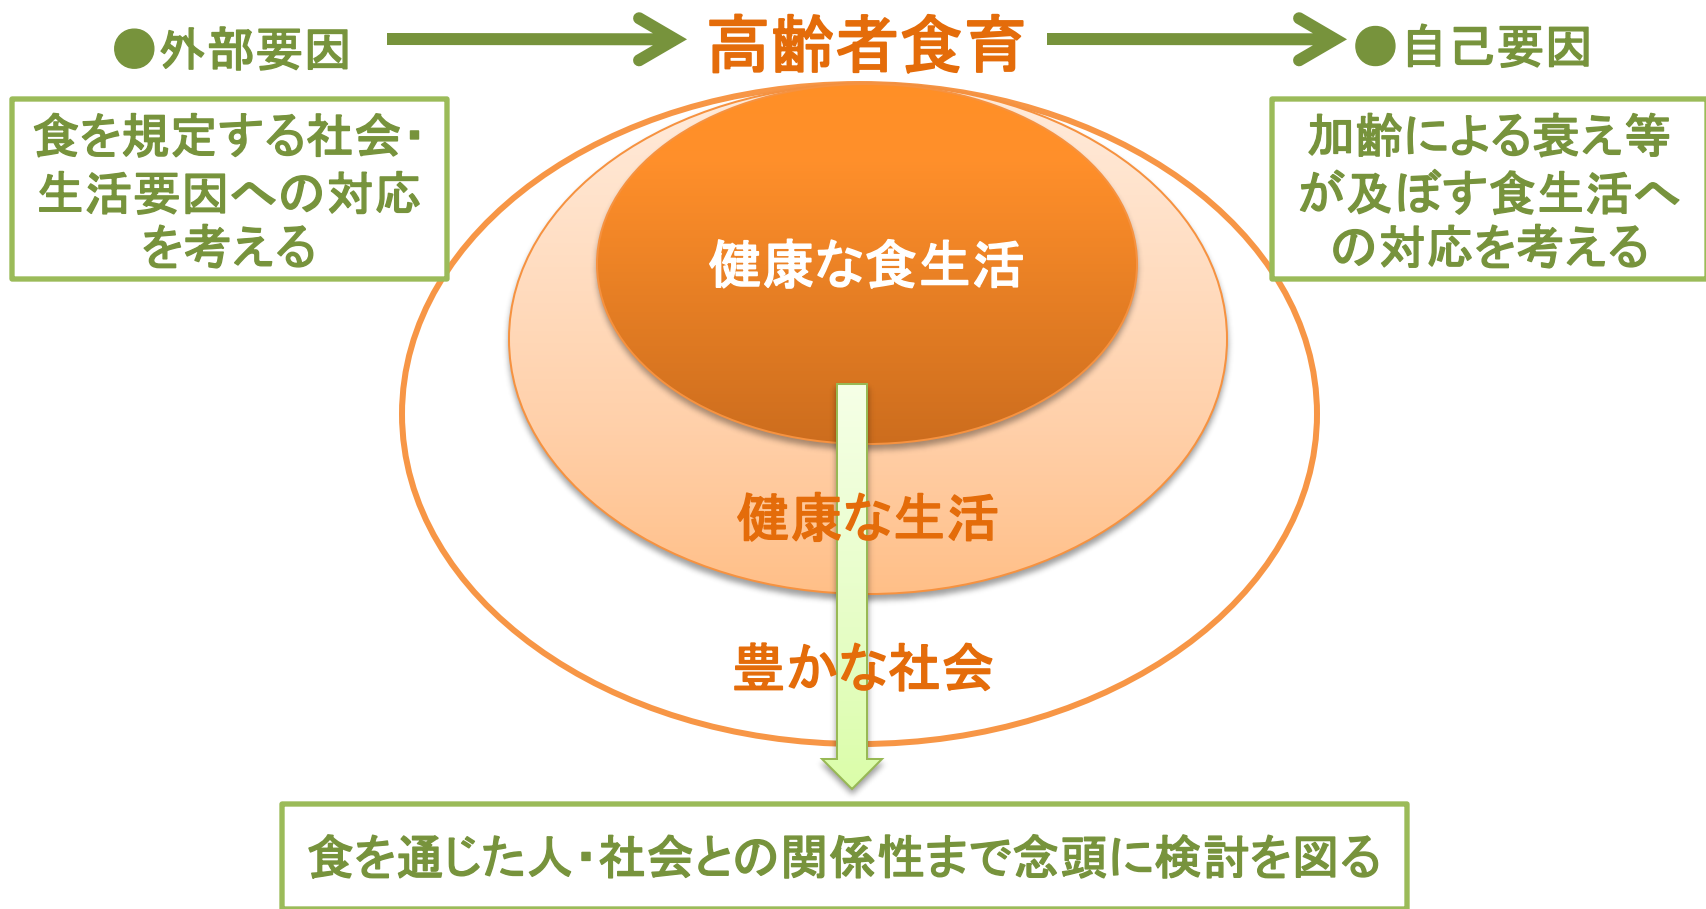 ●外部要因
高齢者食育
●自己要因
食を規定する社会・
生活要因への対応
を考える
加齢による衰え等
が及ぼす食生活へ
の対応を考える
健康な食生活
健康な生活
豊かな社会
食を通じた人・社会との関係性まで念頭に検討を図る